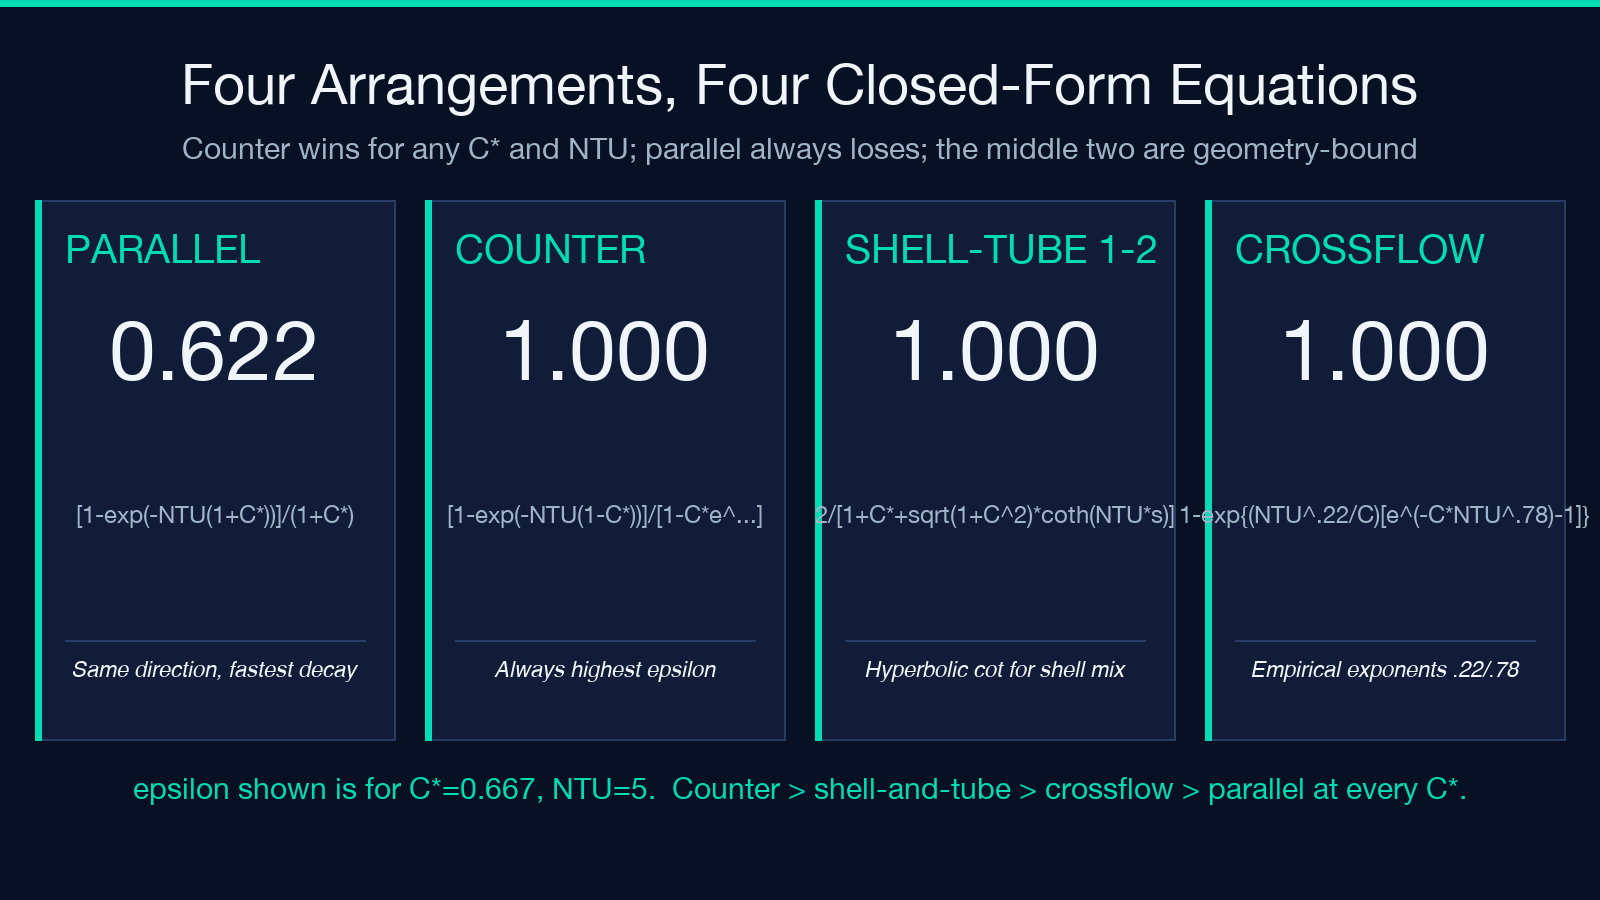 Four Arrangements, Four Closed-Form Equations
Counter wins for any C* and NTU; parallel always loses; the middle two are geometry-bound
PARALLEL
0.622
[1-exp(-NTU(1+C*))]/(1+C*)
Same direction, fastest decay
COUNTER
1.000
[1-exp(-NTU(1-C*))]/[1-C*e^...]
Always highest epsilon
SHELL-TUBE 1-2
1.000
2/[1+C*+sqrt(1+C^2)*coth(NTU*s)]
Hyperbolic cot for shell mix
CROSSFLOW
1.000
1-exp{(NTU^.22/C)[e^(-C*NTU^.78)-1]}
Empirical exponents .22/.78
epsilon shown is for C*=0.667, NTU=5.  Counter > shell-and-tube > crossflow > parallel at every C*.